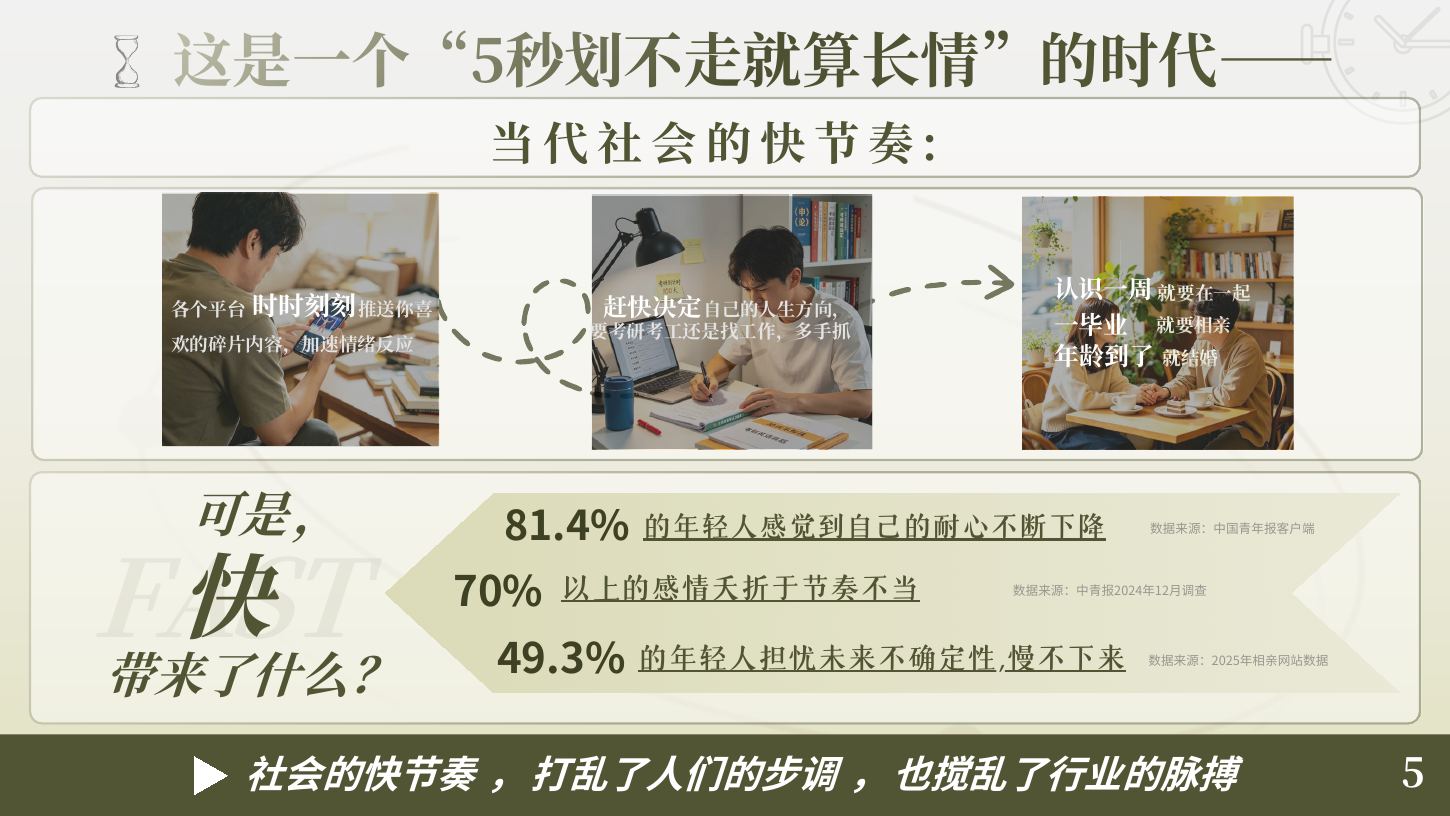 这是一个“5秒划不走就算长情”的时代——
当代社会的快节奏：
各个平台 时时刻刻 推送你喜
欢的碎片内容，加速情绪反应
赶快决定自己的人生方向，
要考研考工还是找工作，多手抓
《申论》
认识一周 就要在一起
一毕业 就要相亲
年龄到了 就结婚
可是，
FAST
快
带来了什么？
81.4% 的年轻人感觉到自己的耐心不断下降 数据来源：中国青年报客户端
70% 以上的感情夭折于节奏不当 数据来源：中青报2024年12月调查
49.3% 的年轻人担忧未来不确定性,慢不下来 数据来源：2025年相亲网站数据
社会的快节奏 ，打乱了人们的步调 ，也搅乱了行业的脉搏
5